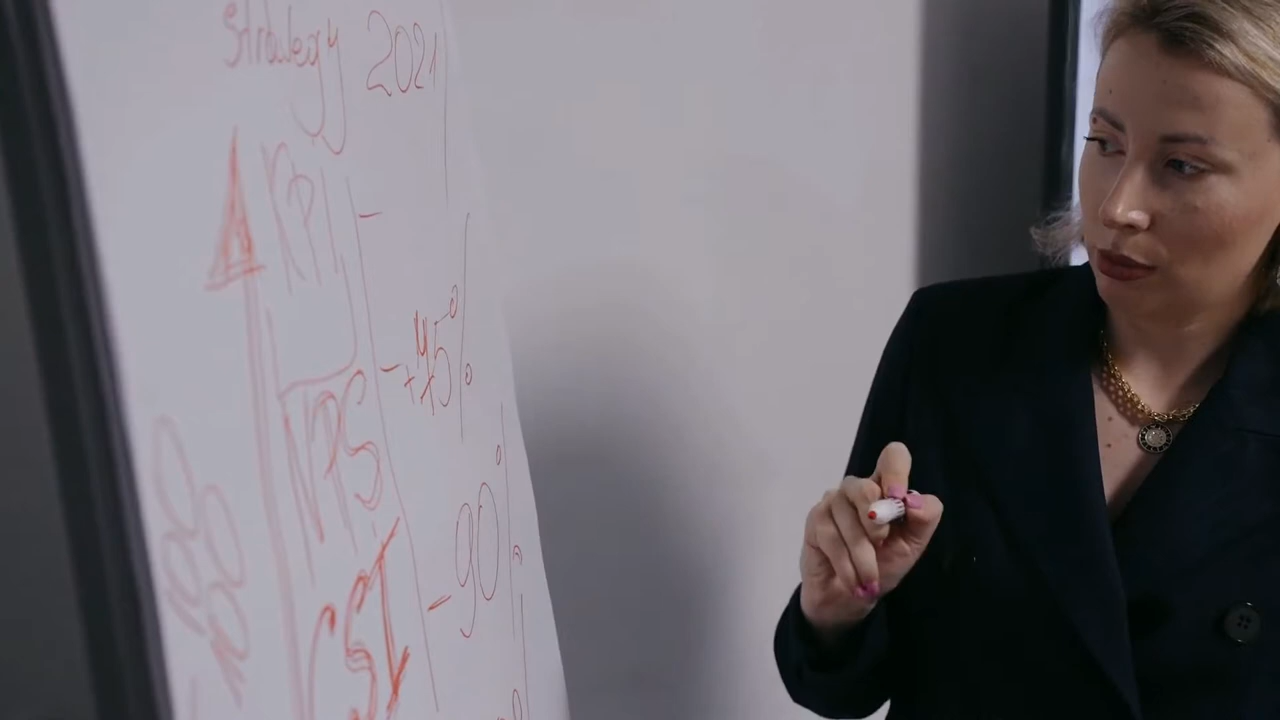 Strategy 2021
KPI -
NPS - +45%
CSI - 90%